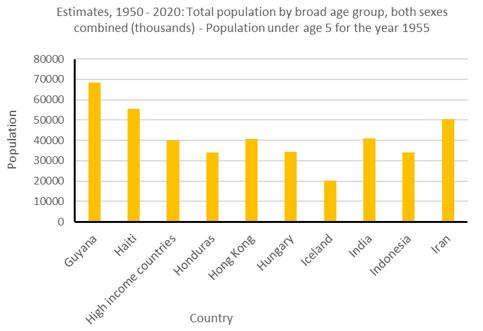 Estimates, 1950 - 2020: Total population by broad age group, both sexes
combined (thousands) - Population under age 5 for the year 1955
80000
70000
60000
50000
40000
30000
20000
10000
0
Population
Guyana
Haiti
High income countries
Honduras
Hong Kong
Hungary
Iceland
India
Indonesia
Iran
Country